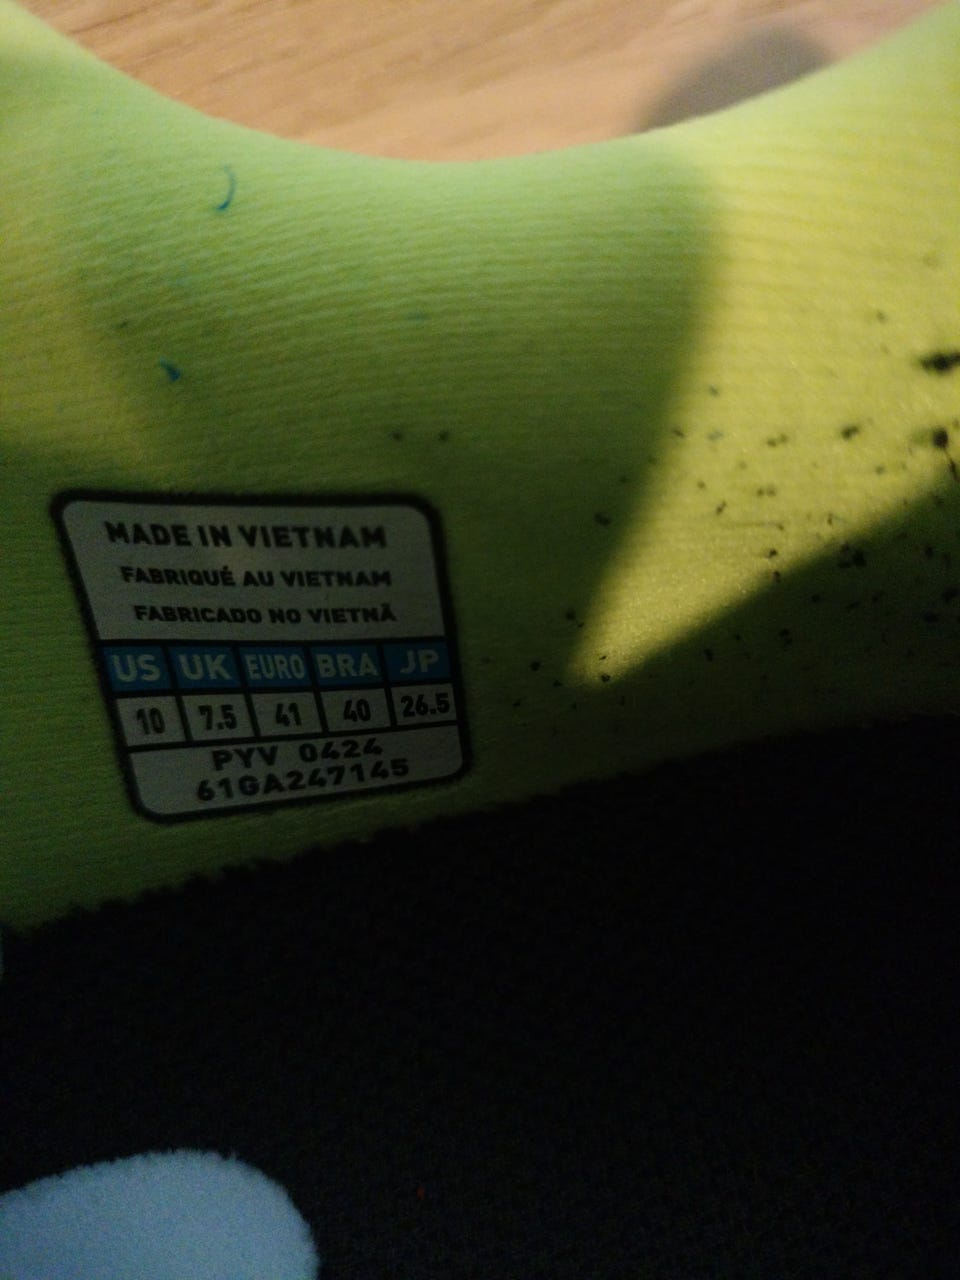 MADE IN VIETNAM
FABRIQUÉ AU VIETNAM
FABRICADO NO VIETNÃ
US UK EURO BRA JP
10 7.5 41 40 26.5
PYV 0424
61GA247145